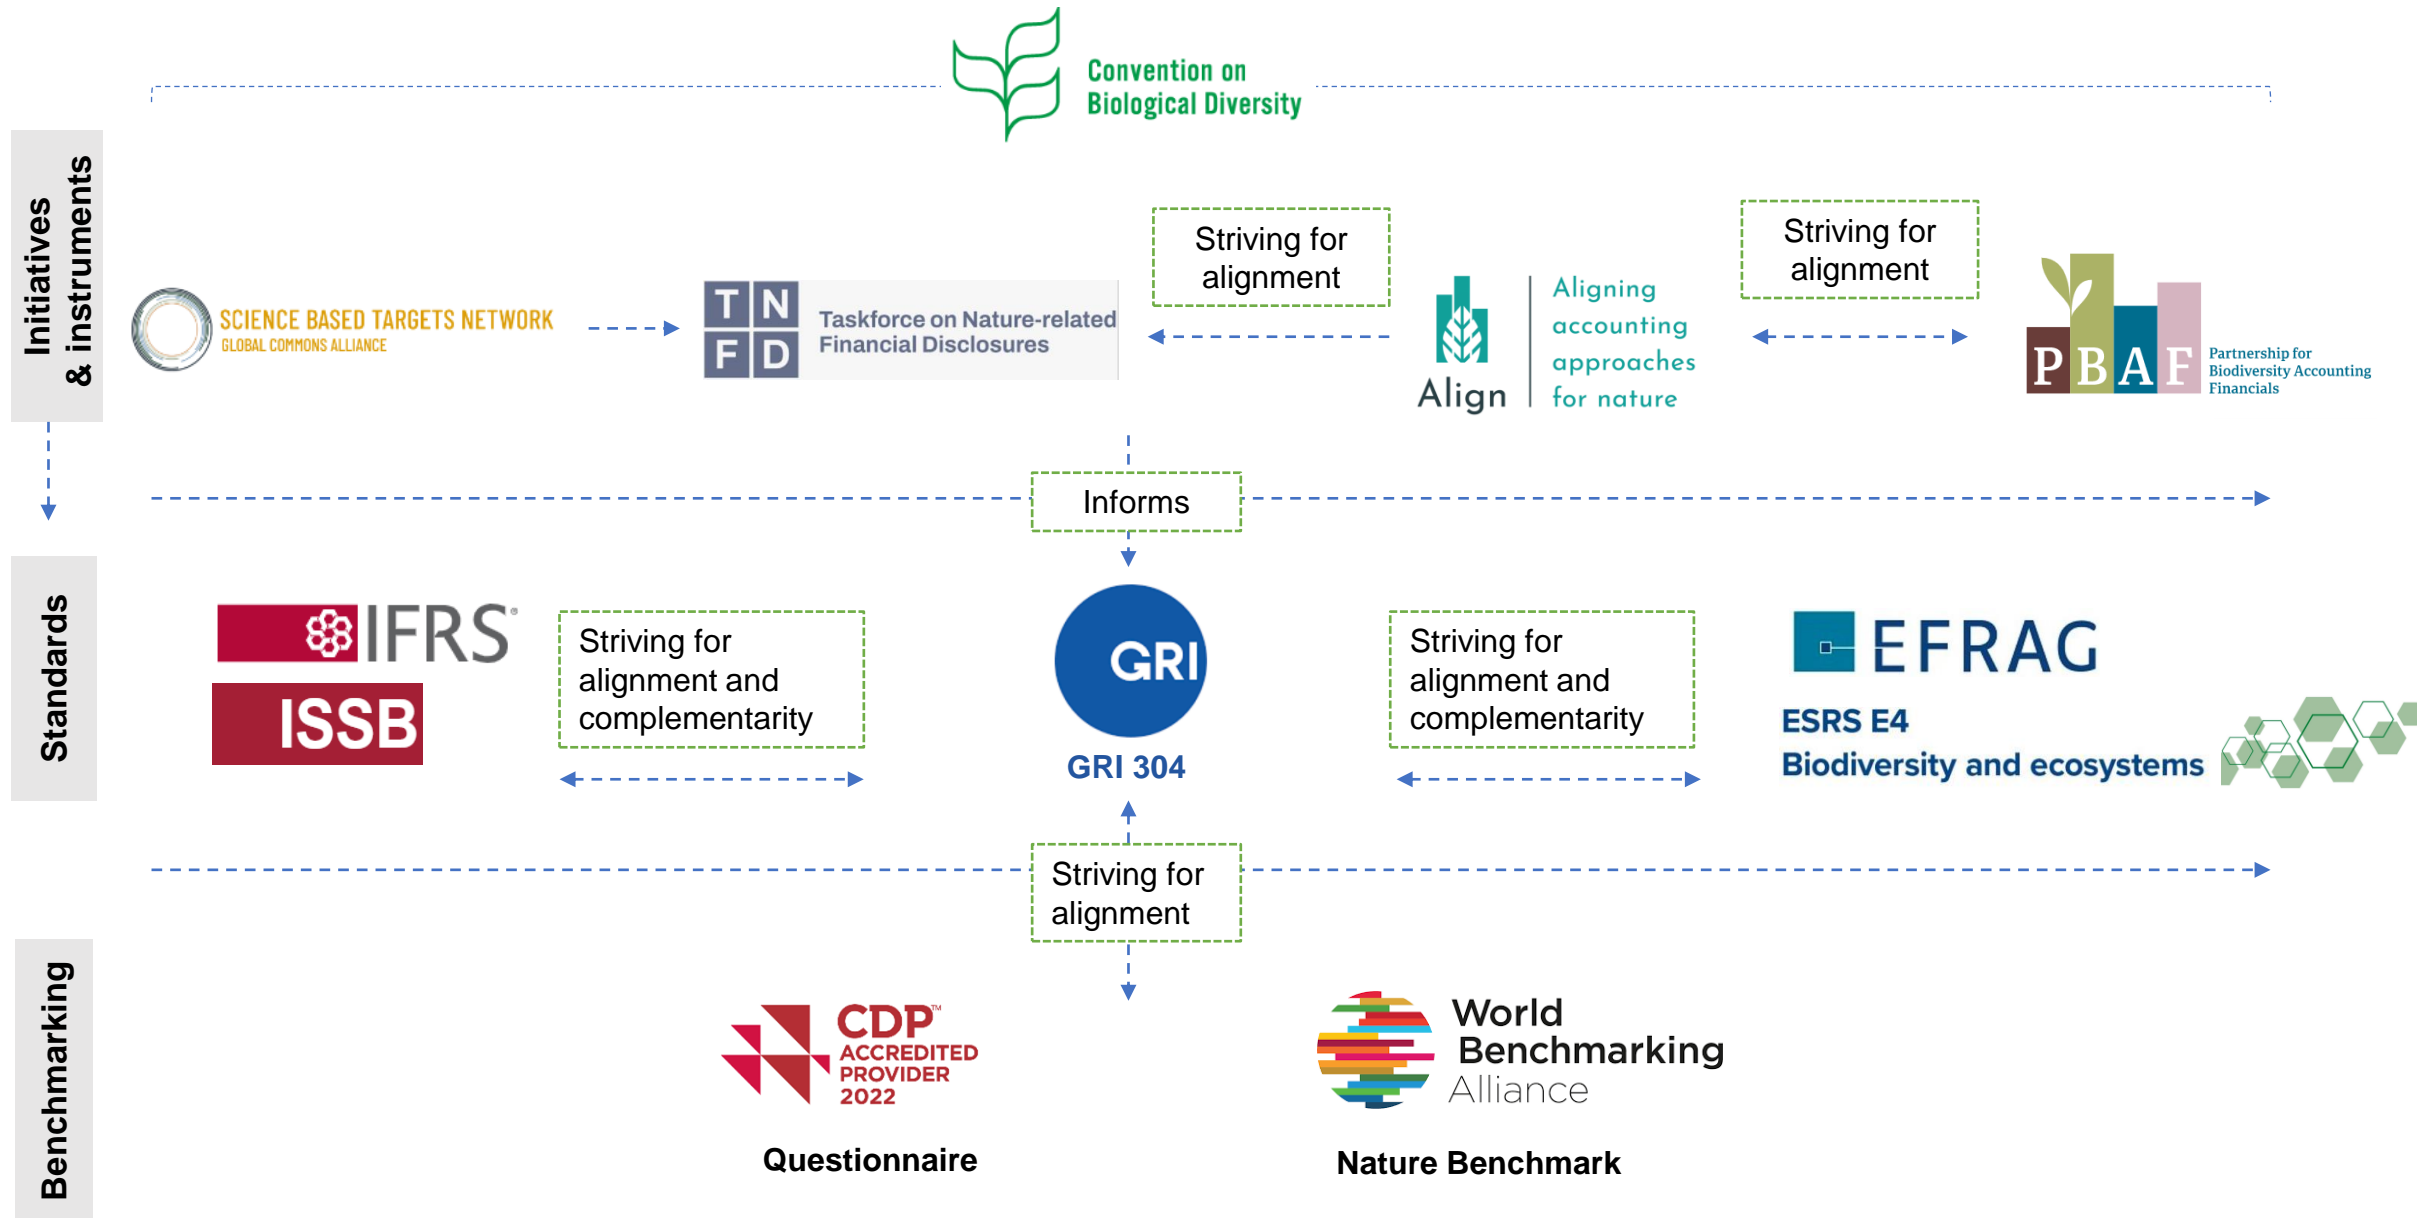 Convention on
Biological Diversity
Initiatives
& instruments
SCIENCE BASED TARGETS NETWORK
GLOBAL COMMONS ALLIANCE
T N
F D
Taskforce on Nature-related
Financial Disclosures
Striving for
alignment
Align
Aligning
accounting
approaches
for nature
Striving for
alignment
PBAF
Partnership for
Biodiversity Accounting
Financials
Informs
Standards
IFRS®
ISSB
Striving for
alignment and
complementarity
GRI
GRI 304
Striving for
alignment and
complementarity
EFRAG
ESRS E4
Biodiversity and ecosystems
Striving for
alignment
Benchmarking
CDP™
ACCREDITED
PROVIDER
2022
Questionnaire
World
Benchmarking
Alliance
Nature Benchmark